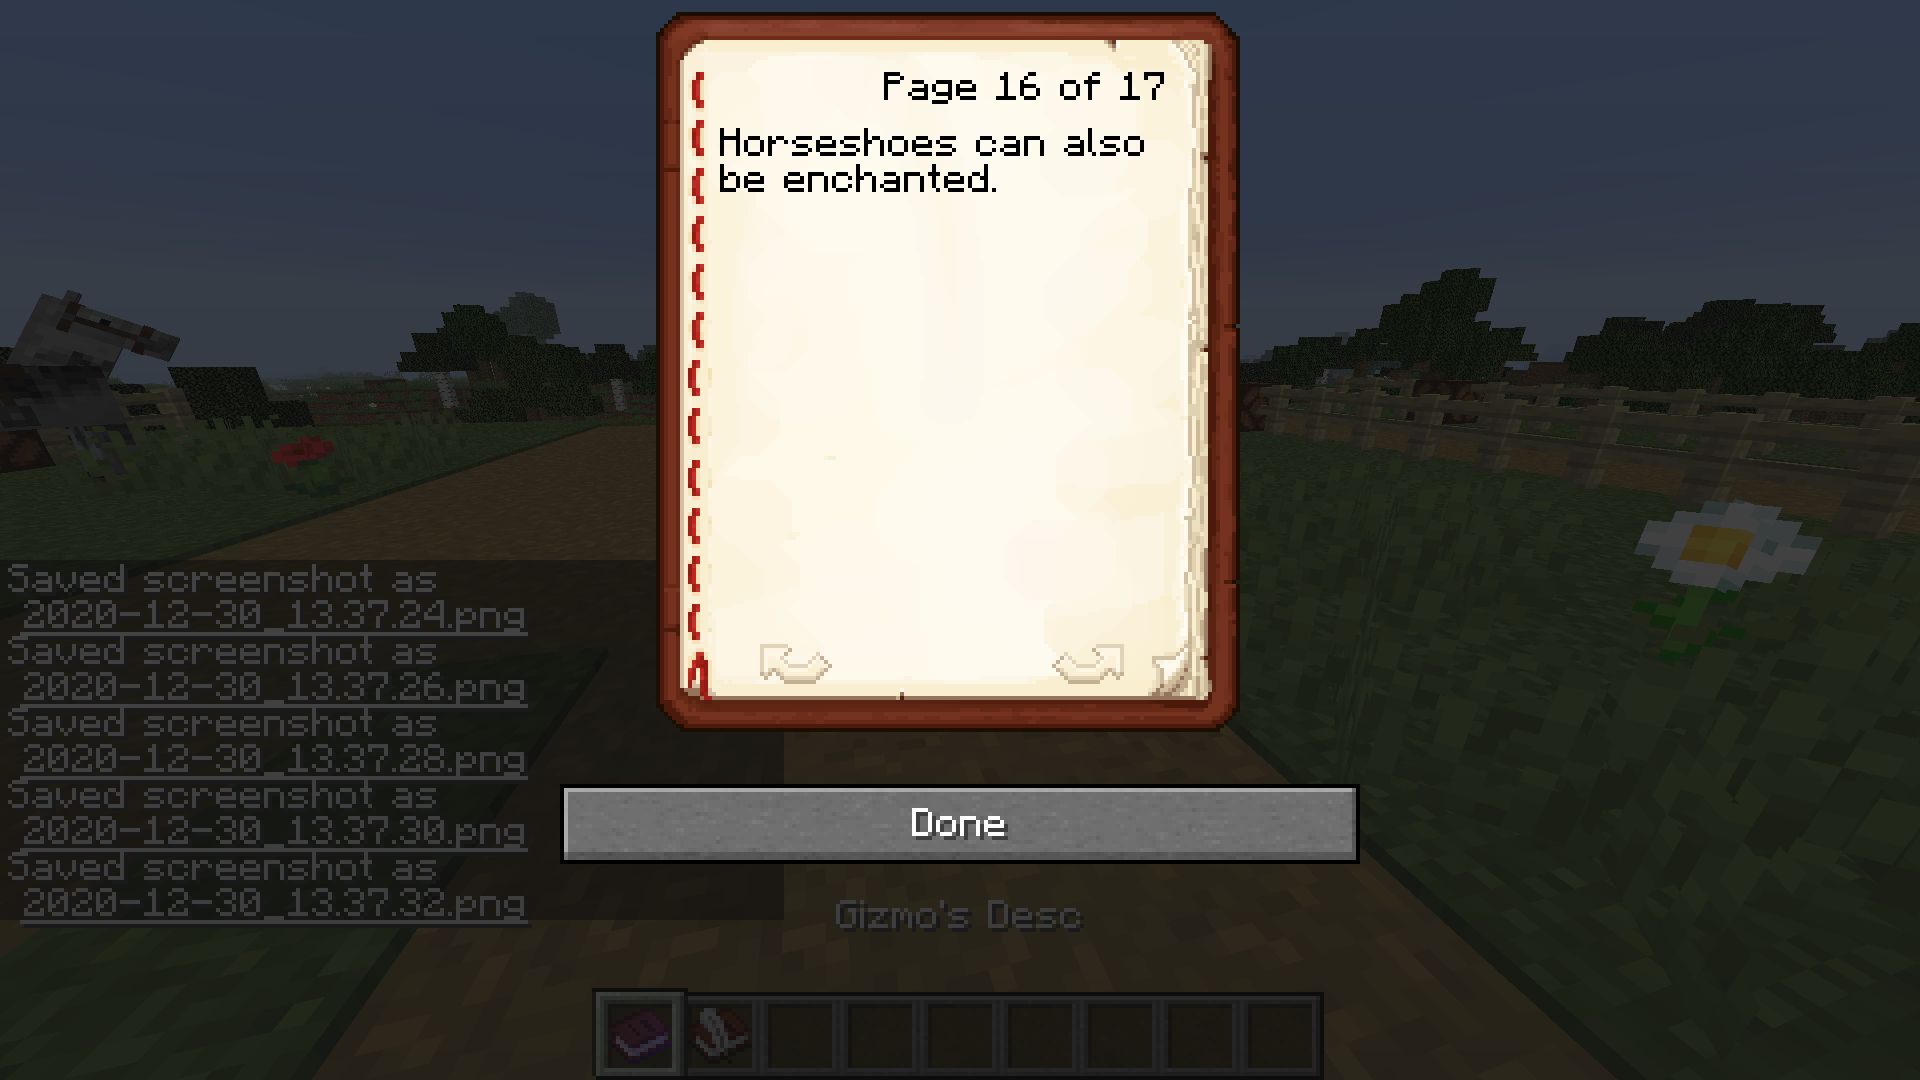 Page 16 of 17
Horseshoes can also
be enchanted.
Saved screenshot as
2020-12-30_13.37.24.png
Saved screenshot as
2020-12-30_13.37.26.png
Saved screenshot as
2020-12-30_13.37.28.png
Saved screenshot as
2020-12-30_13.37.30.png
Saved screenshot as
2020-12-30_13.37.32.png
Done
Gizmo's Desc